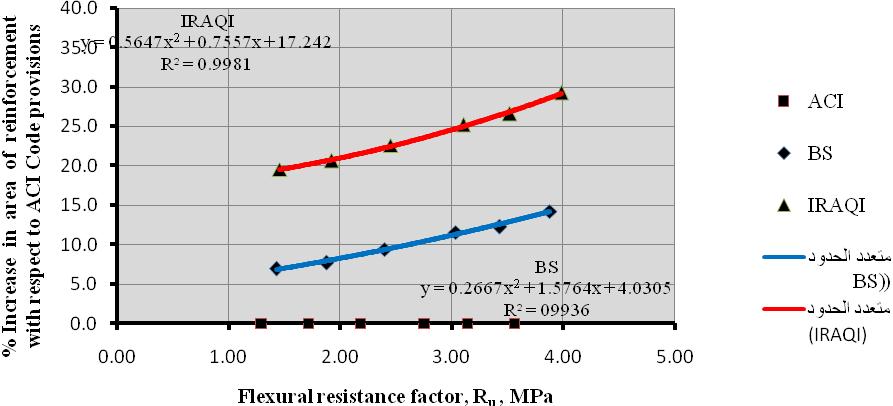 IRAQI
y = 0.5647x² + 0.7557x + 17.242
R² = 0.9981
% Increase in area of reinforcement
with respect to ACI Code provisions
40.0
35.0
30.0
25.0
20.0
15.0
10.0
5.0
0.0
BS
y = 0.2667x² + 1.5764x + 4.0305
R² = 09936
0.00 1.00 2.00 3.00 4.00 5.00
Flexural resistance factor, Rᵤ, MPa
ACI
BS
IRAQI
متعدد الحدود
BS))
متعدد الحدود
(IRAQI)